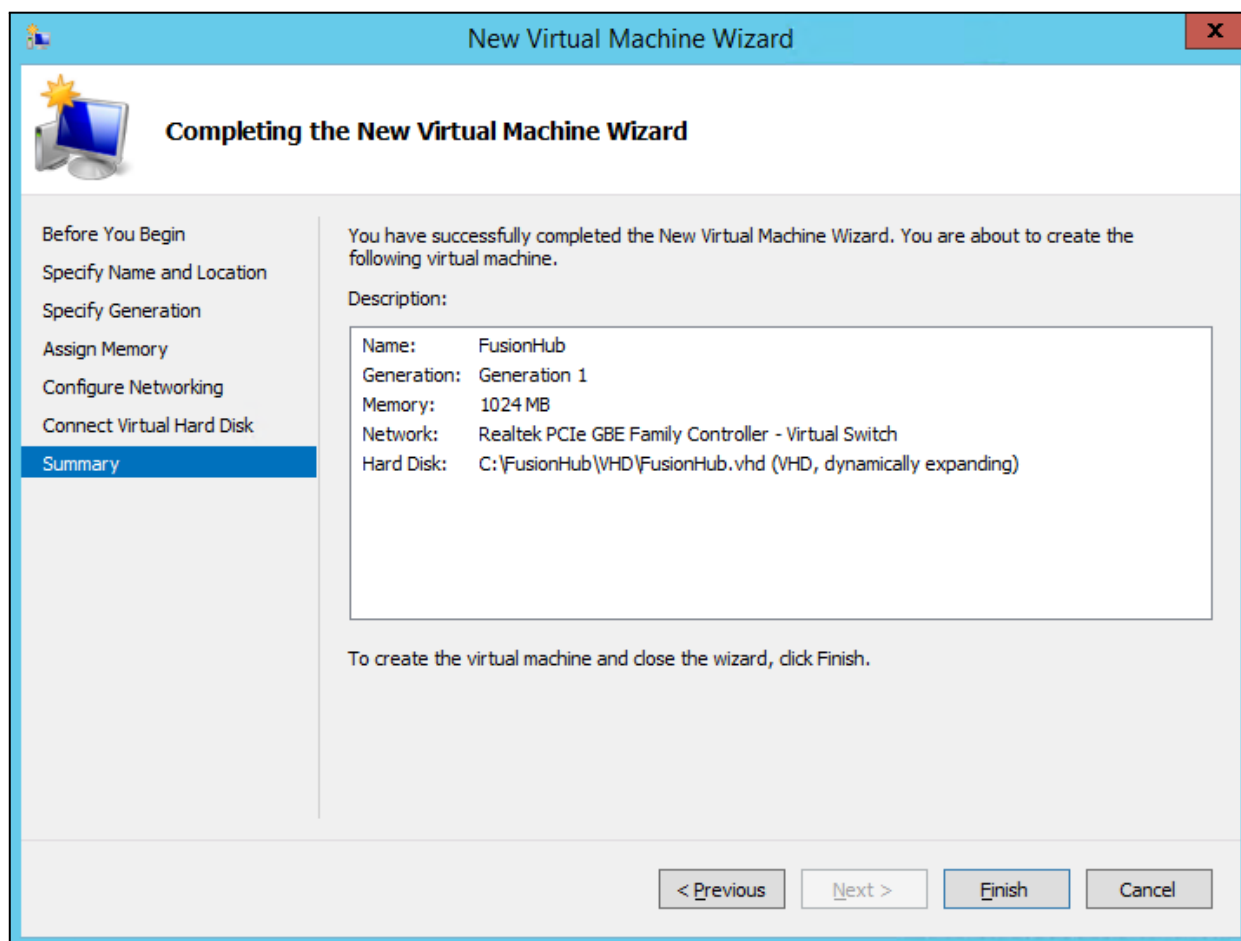 New Virtual Machine Wizard
x
Completing the New Virtual Machine Wizard
Before You Begin
Specify Name and Location
Specify Generation
Assign Memory
Configure Networking
Connect Virtual Hard Disk
Summary
You have successfully completed the New Virtual Machine Wizard. You are about to create the
following virtual machine.
Description:
Name: FusionHub
Generation: Generation 1
Memory: 1024 MB
Network: Realtek PCIe GBE Family Controller - Virtual Switch
Hard Disk: C:\FusionHub\VHD\FusionHub.vhd (VHD, dynamically expanding)
To create the virtual machine and close the wizard, click Finish.
< Previous
Next >
Finish
Cancel